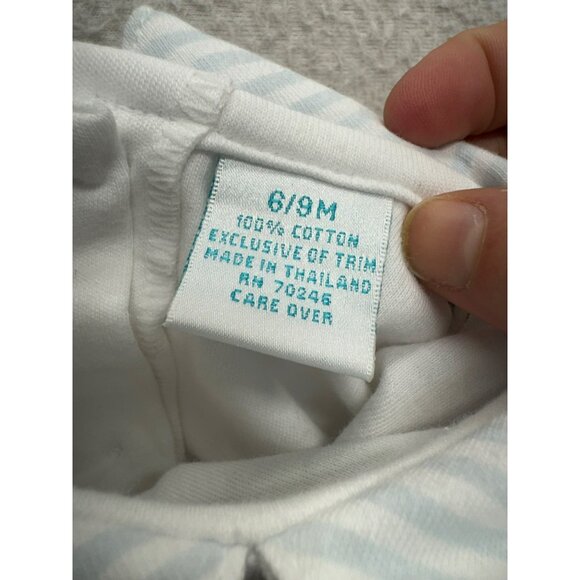 6/9M
100% COTTON
EXCLUSIVE OF TRIM
MADE IN THAILAND
RN 70246
CARE OVER